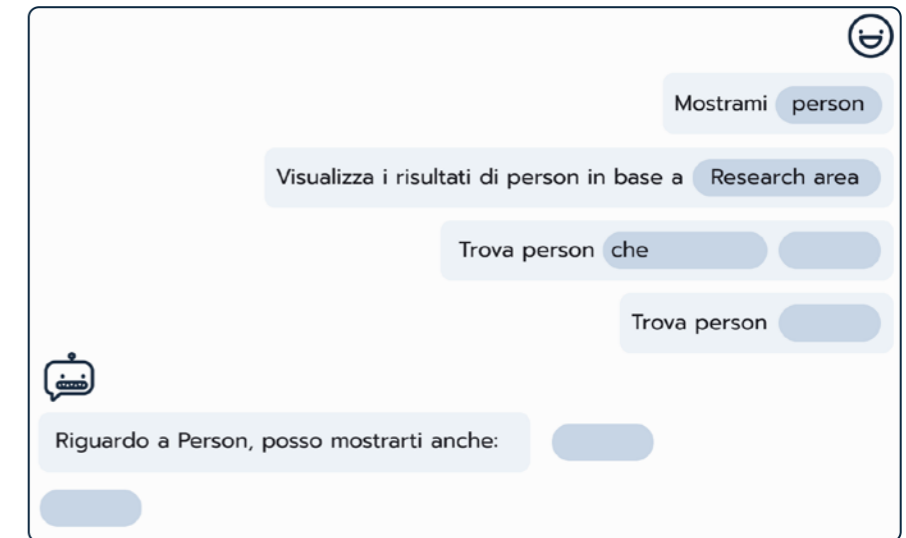 Mostrami person
Visualizza i risultati di person in base a Research area
Trova person che
Trova person
Riguardo a Person, posso mostrarti anche: